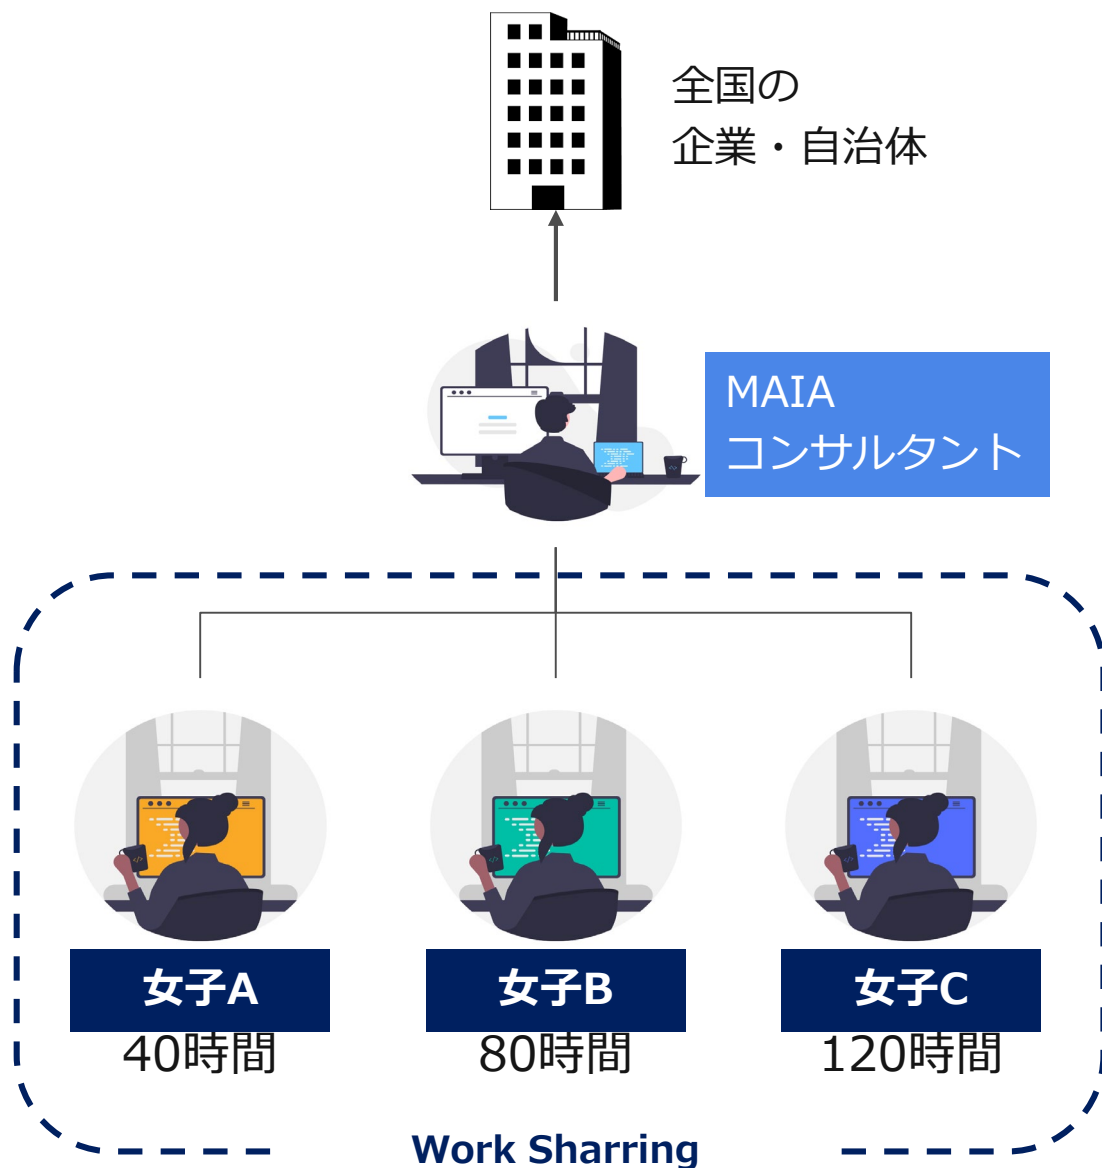 全国の
企業・自治体
MAIA
コンサルタント
女子A
女子B
女子C
40時間
80時間
120時間
Work Sharring